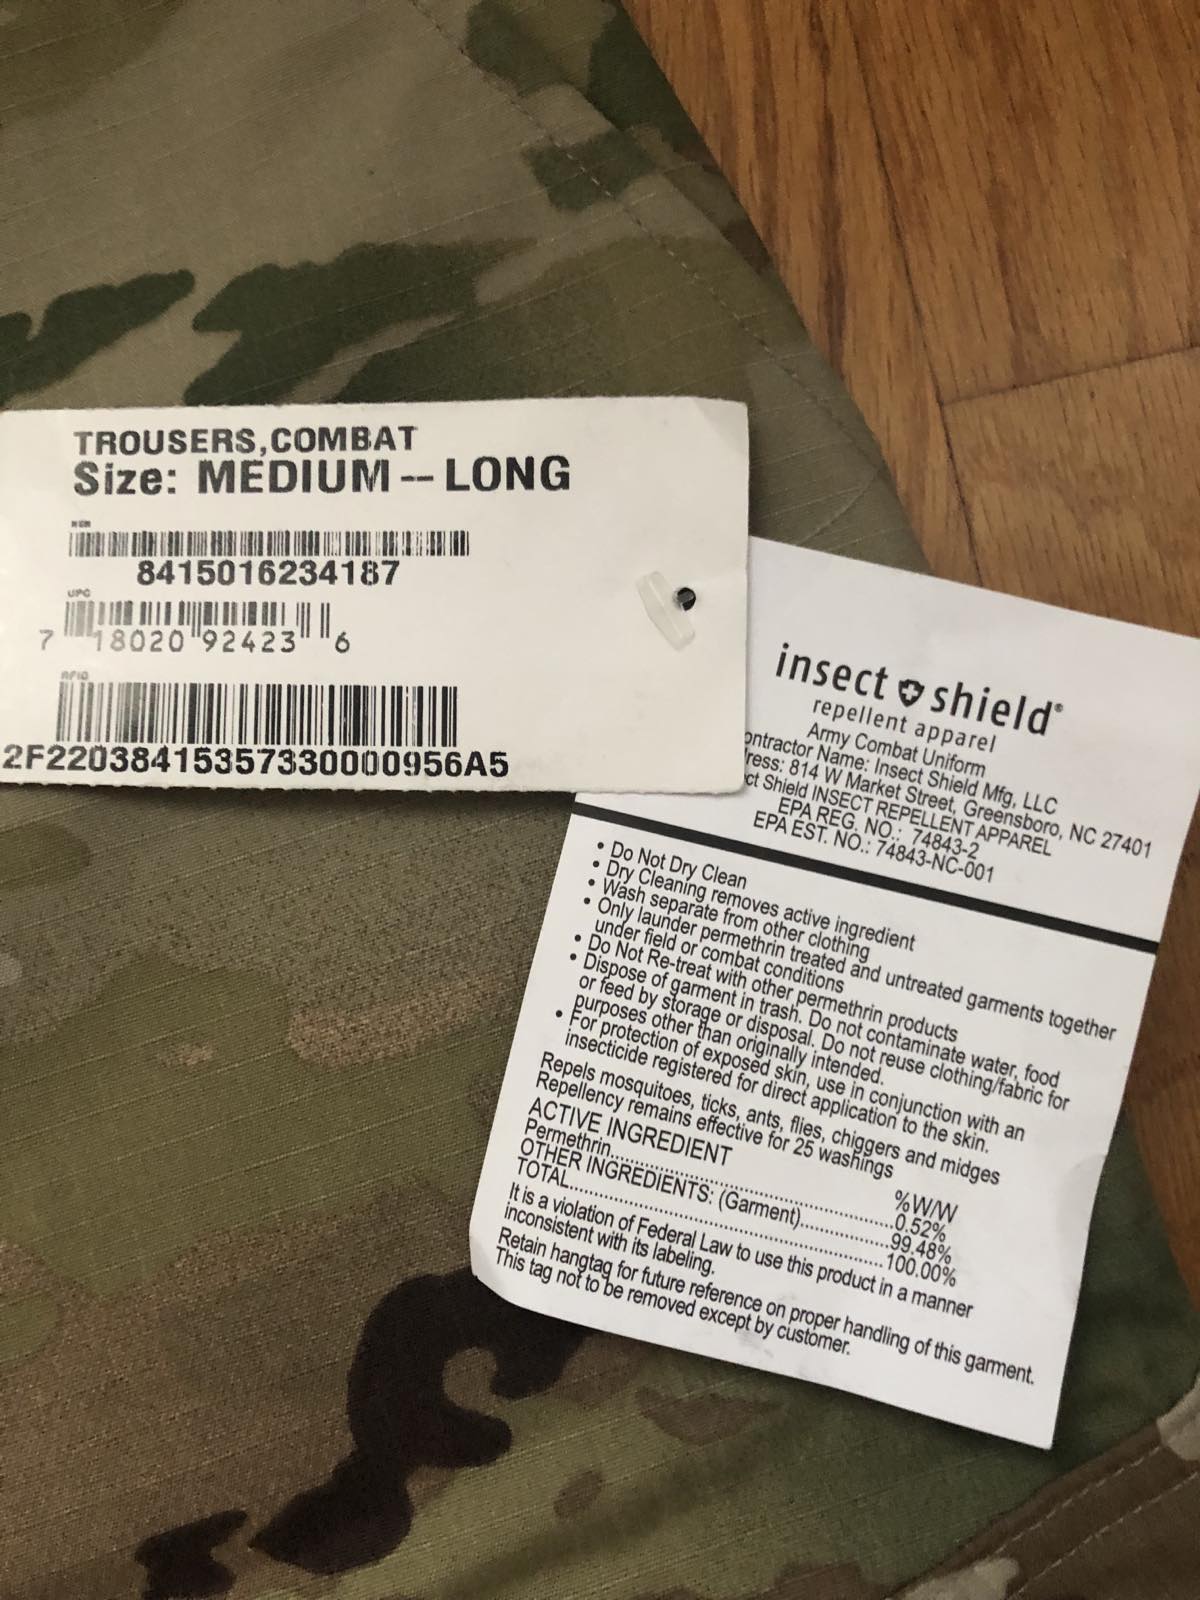 TROUSERS,COMBAT
Size: MEDIUM -- LONG
NSN
8415016234187
UPC
7 18020 92423 6
RFID
2F22038415357330000956A5
insect shield®
repellent apparel
Army Combat Uniform
ontractor Name: Insect Shield Mfg, LLC
ress: 814 W Market Street, Greensboro, NC 27401
ct Shield INSECT REPELLENT APPAREL
EPA REG. NO.: 74843-2
EPA EST. NO.: 74843-NC-001
• Do Not Dry Clean
• Dry Cleaning removes active ingredient
• Wash separate from other clothing
• Only launder permethrin treated and untreated garments together
under field or combat conditions
• Do Not Re-treat with other permethrin products
• Dispose of garment in trash. Do not contaminate water, food
or feed by storage or disposal. Do not reuse clothing/fabric for
purposes other than originally intended.
• For protection of exposed skin, use in conjunction with an
insecticide registered for direct application to the skin.
Repels mosquitoes, ticks, ants, flies, chiggers and midges
Repellency remains effective for 25 washings
ACTIVE INGREDIENT %W/W
Permethrin..........0.52%
OTHER INGREDIENTS: (Garment)..........99.48%
TOTAL..........100.00%
It is a violation of Federal Law to use this product in a manner
inconsistent with its labeling.
Retain hangtag for future reference on proper handling of this garment.
This tag not to be removed except by customer.